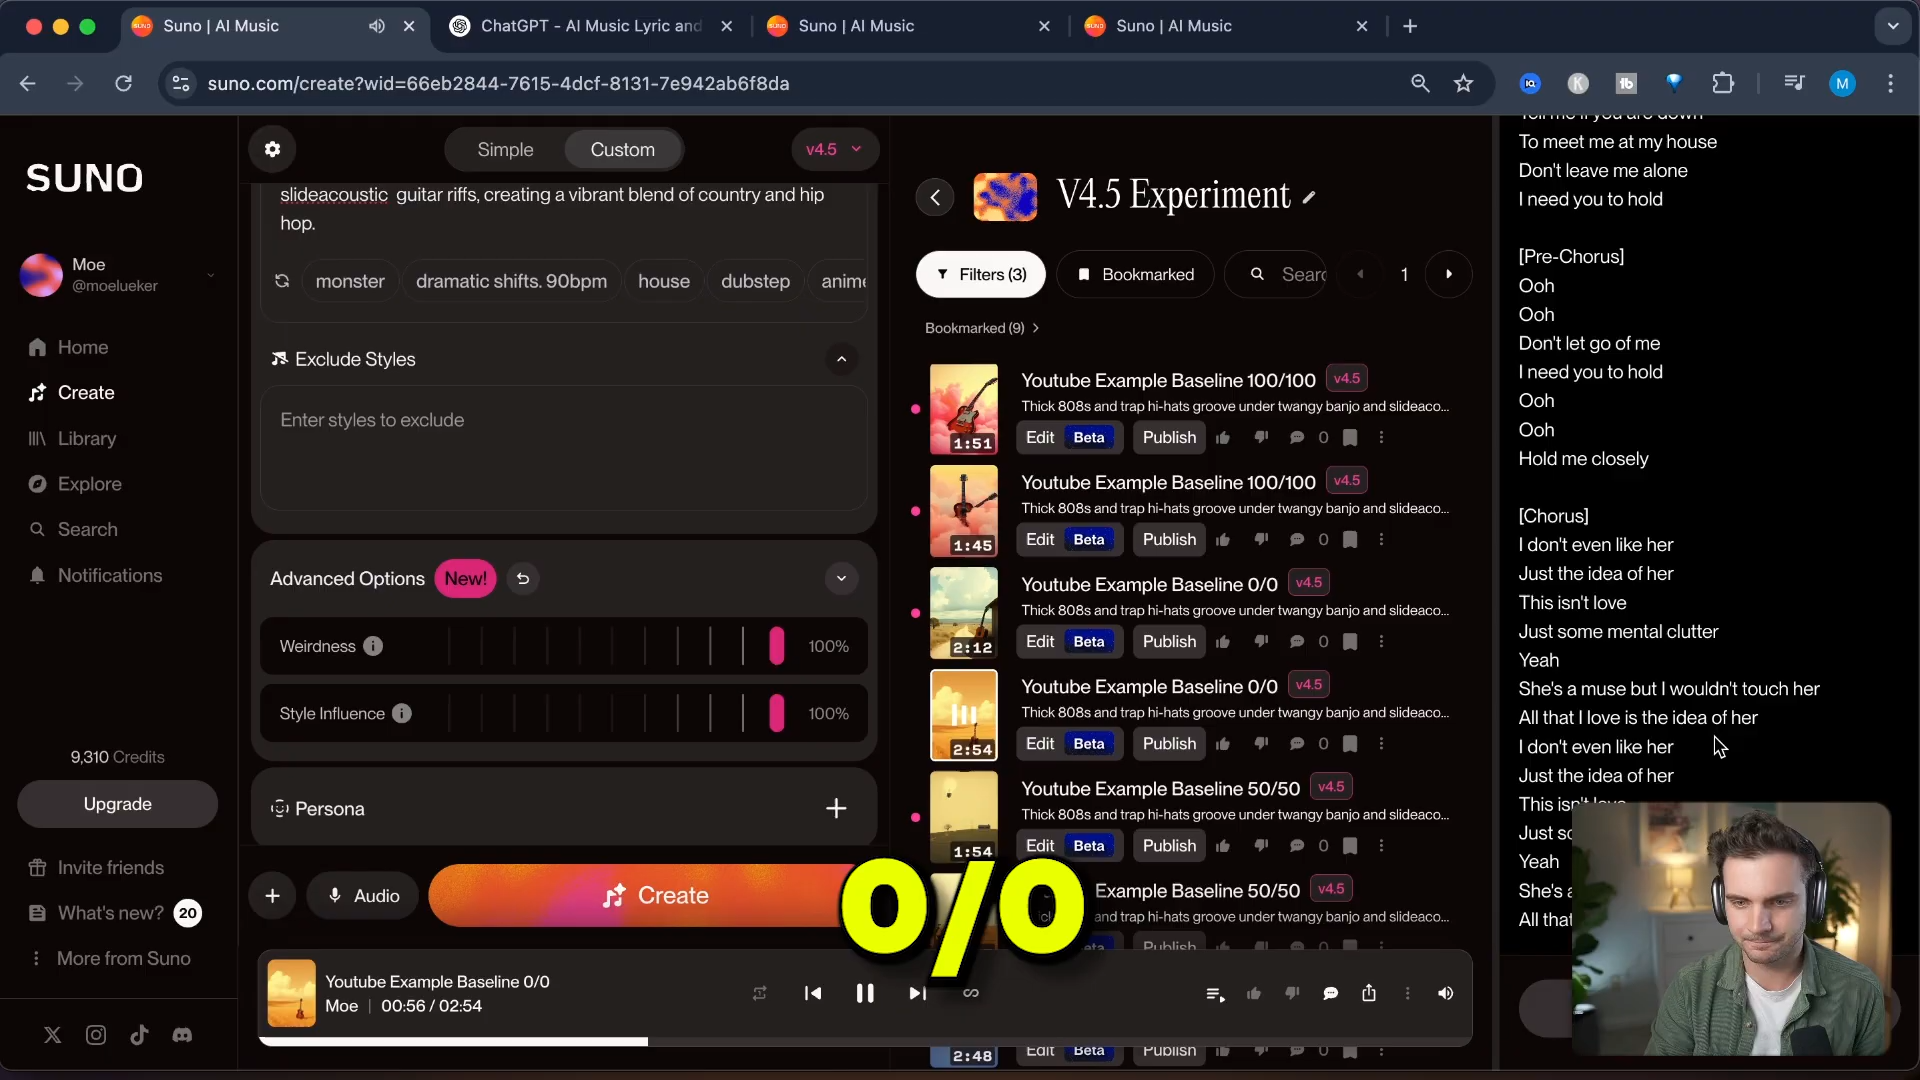 Suno | AI Music
ChatGPT - AI Music Lyric and
Suno | AI Music
Suno | AI Music
suno.com/create?wid=66eb2844-7615-4dcf-8131-7e942ab6f8da
SUNO
Moe
@moelueker
Home
Create
Library
Explore
Search
Notifications
9,310 Credits
Upgrade
Invite friends
What's new? 20
More from Suno
Simple
Custom
v4.5
slideacoustic guitar riffs, creating a vibrant blend of country and hip
hop.
monster
dramatic shifts. 90bpm
house
dubstep
anime
Exclude Styles
Enter styles to exclude
Advanced Options New!
Weirdness 100%
Style Influence 100%
Persona
Audio
Create
V4.5 Experiment
Filters (3)
Bookmarked
Searc
1
Bookmarked (9)
Youtube Example Baseline 100/100 v4.5
Thick 808s and trap hi-hats groove under twangy banjo and slideaco...
1:51
Edit Beta Publish 0
Youtube Example Baseline 100/100 v4.5
Thick 808s and trap hi-hats groove under twangy banjo and slideaco...
1:45
Edit Beta Publish 0
Youtube Example Baseline 0/0 v4.5
Thick 808s and trap hi-hats groove under twangy banjo and slideaco...
2:12
Edit Beta Publish 0
Youtube Example Baseline 0/0 v4.5
Thick 808s and trap hi-hats groove under twangy banjo and slideaco...
2:54
Edit Beta Publish 0
Youtube Example Baseline 50/50 v4.5
Thick 808s and trap hi-hats groove under twangy banjo and slideaco...
1:54
Edit Beta Publish 0
Example Baseline 50/50 v4.5
and trap hi-hats groove under twangy banjo and slideaco...
Publish
0/0
2:48
Edit Beta Publish
Youtube Example Baseline 0/0
Moe | 00:56 / 02:54
Tell me if you are down
To meet me at my house
Don't leave me alone
I need you to hold
[Pre-Chorus]
Ooh
Ooh
Don't let go of me
I need you to hold
Ooh
Ooh
Hold me closely
[Chorus]
I don't even like her
Just the idea of her
This isn't love
Just some mental clutter
Yeah
She's a muse but I wouldn't touch her
All that I love is the idea of her
I don't even like her
Just the idea of her
This isn't love
Just so
Yeah
She's a
All that